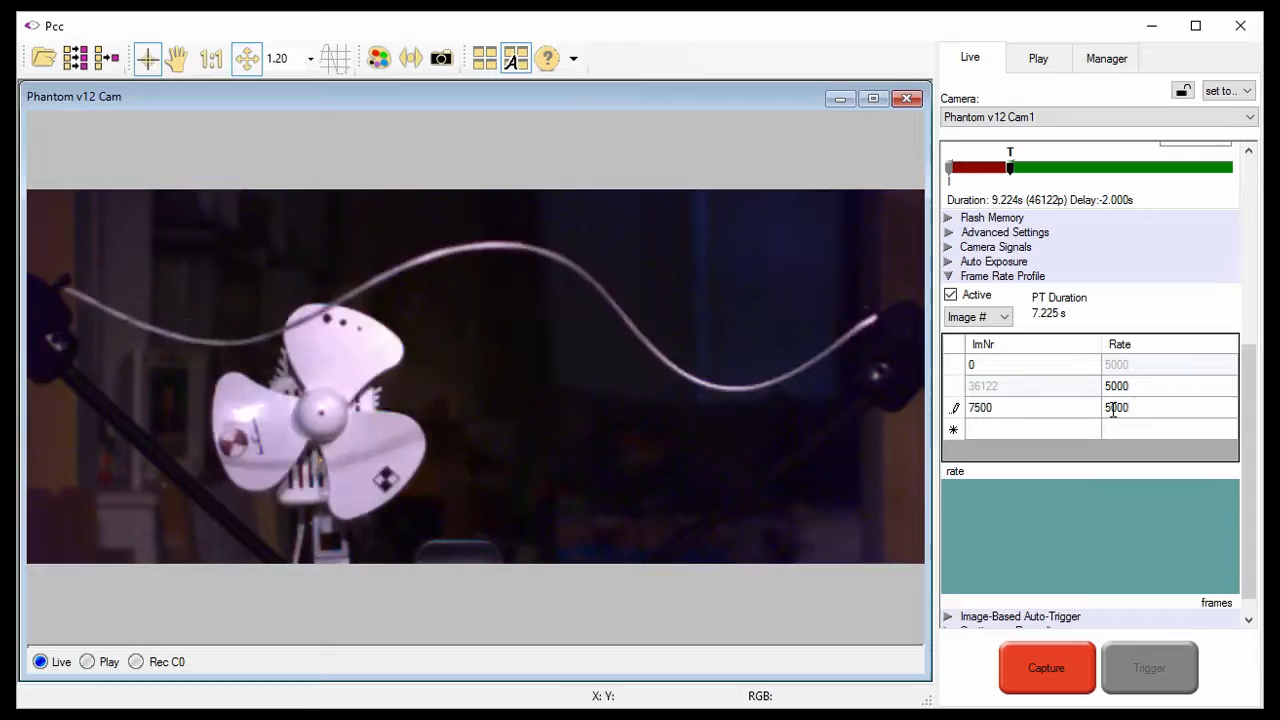 Pcc
1:1 1.20 A ?
Live Play Manager
Phantom v12 Cam
set to..
Camera:
Phantom v12 Cam1
T
I
Duration: 9.224s (46122p) Delay:-2.000s
Flash Memory
Advanced Settings
Camera Signals
Auto Exposure
Frame Rate Profile
Active PT Duration
Image # 7.225 s
ImNr Rate
0 5000
36122 5000
7500 5000
rate
frames
Image-Based Auto-Trigger
Live Play Rec C0
Capture Trigger
X: Y: RGB: